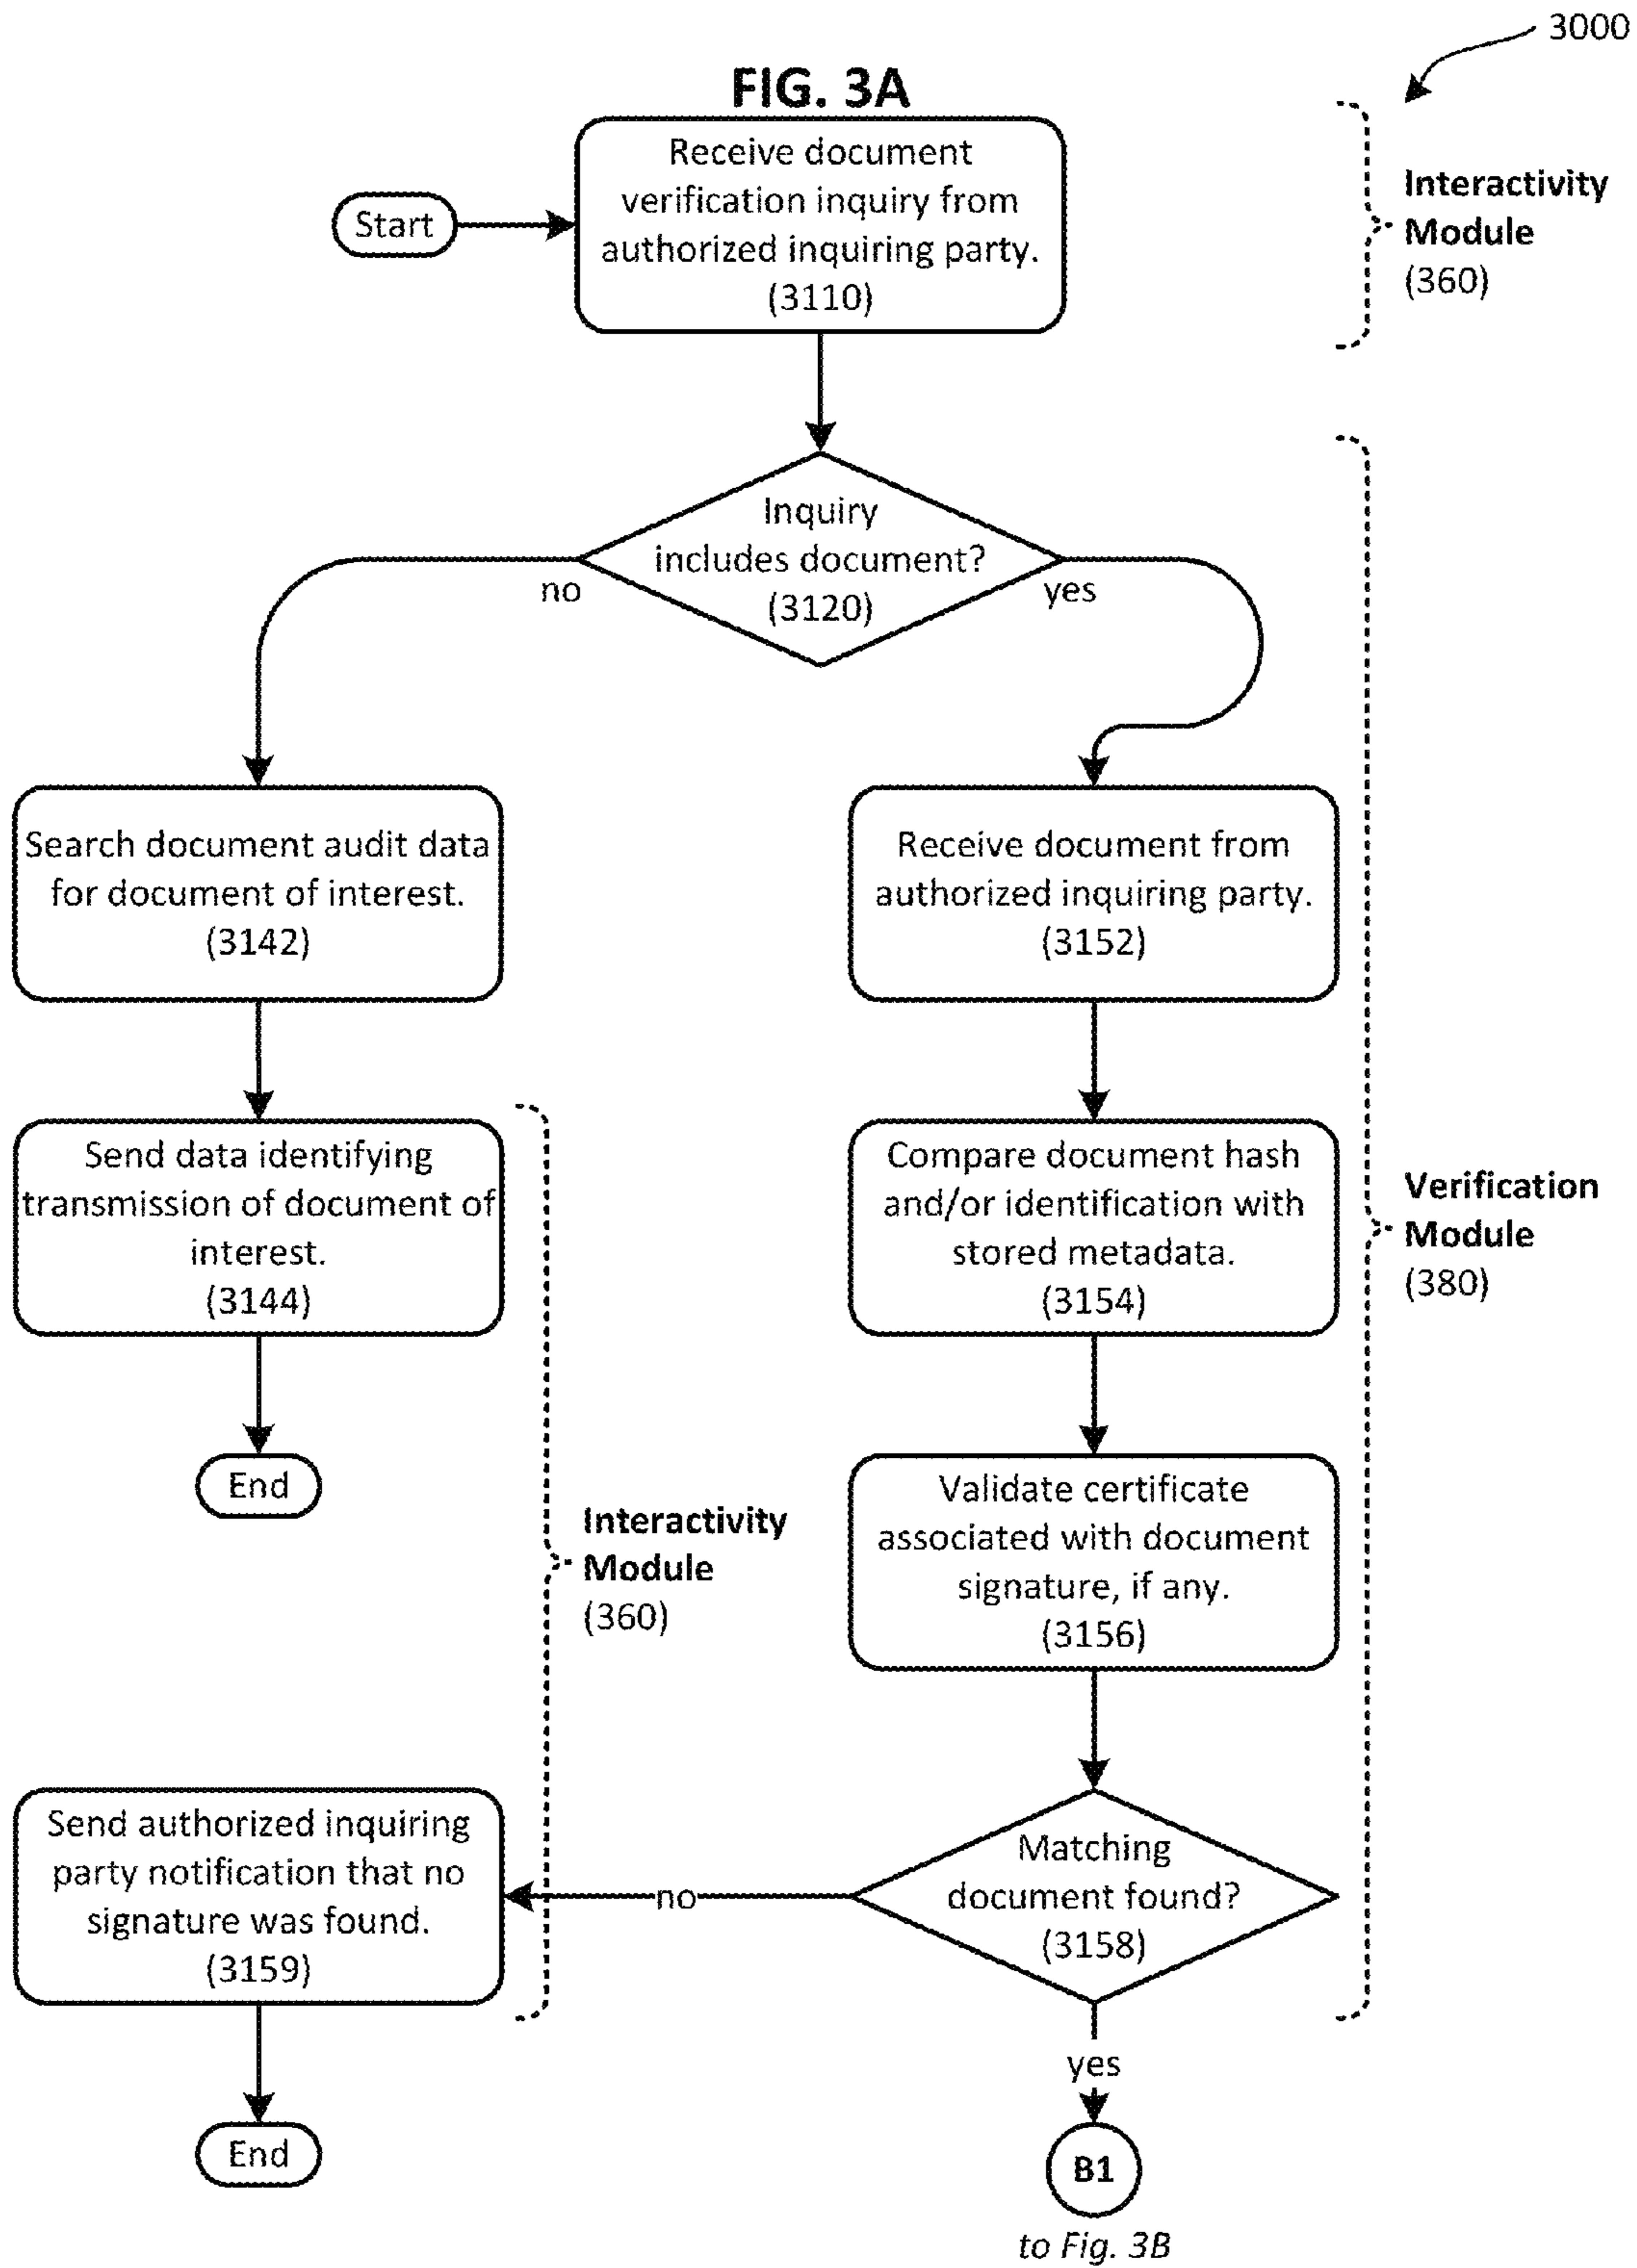 3000
FIG. 3A
Receive document
verification inquiry from
authorized inquiring party.
(3110)
Start
Interactivity
Module
(360)
Inquiry
includes document?
(3120)
no
yes
Search document audit data
for document of interest.
(3142)
Receive document from
authorized inquiring party.
(3152)
Send data identifying
transmission of document of
interest.
(3144)
Compare document hash
and/or identification with
stored metadata.
(3154)
Verification
Module
(380)
End
Validate certificate
associated with document
signature, if any.
(3156)
Interactivity
Module
(360)
Send authorized inquiring
party notification that no
signature was found.
(3159)
no
Matching
document found?
(3158)
yes
End
B1
to Fig. 3B